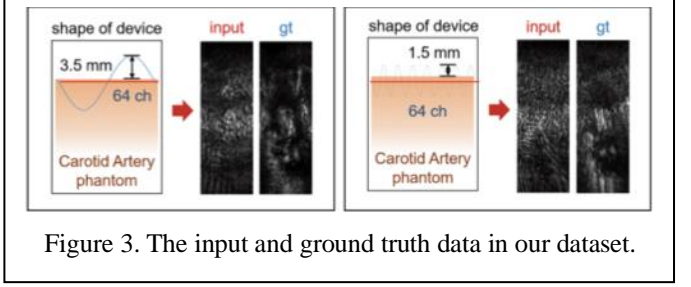 shape of device
input
gt
3.5 mm
64 ch
Carotid Artery
phantom
shape of device
input
gt
1.5 mm
64 ch
Carotid Artery
phantom
Figure 3. The input and ground truth data in our dataset.